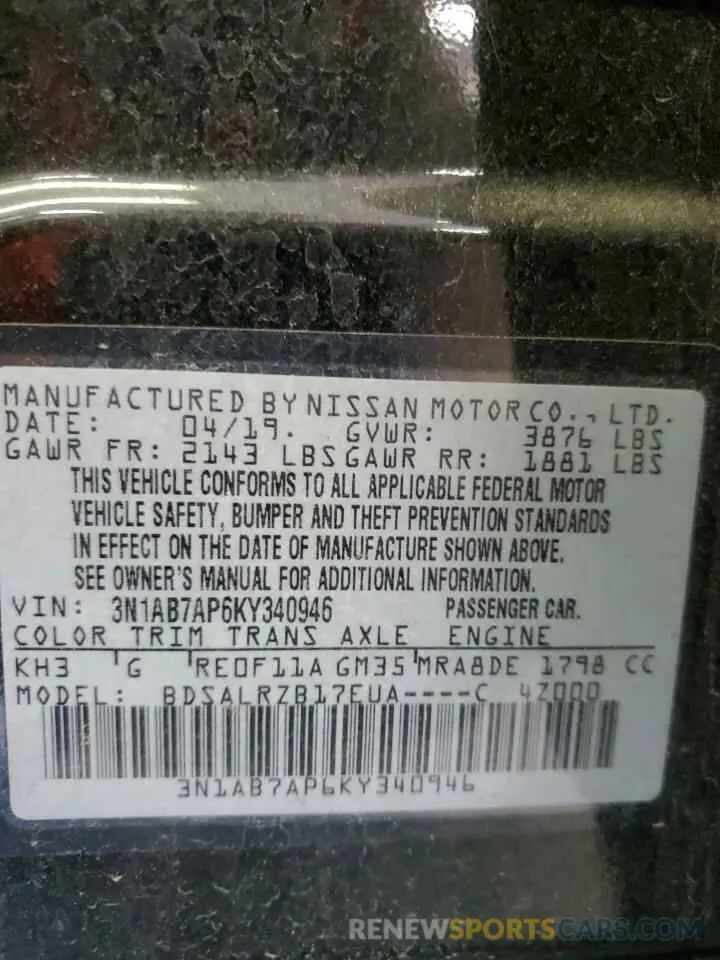 MANUFACTURED BY NISSAN MOTOR CO., LTD.
DATE: 04/19. GVWR: 3876 LBS
GAWR FR: 2143 LBS GAWR RR: 1881 LBS
THIS VEHICLE CONFORMS TO ALL APPLICABLE FEDERAL MOTOR
VEHICLE SAFETY, BUMPER AND THEFT PREVENTION STANDARDS
IN EFFECT ON THE DATE OF MANUFACTURE SHOWN ABOVE.
SEE OWNER'S MANUAL FOR ADDITIONAL INFORMATION.
VIN: 3N1AB7AP6KY340946 PASSENGER CAR.
COLOR TRIM TRANS AXLE ENGINE
KH3 G RE0F11A GM35 MRA8DE 1798 CC
MODEL: BDSALRZB17EUA----C 4Z000
3N1AB7AP6KY340946
RENEWSPORTSCARS.COM